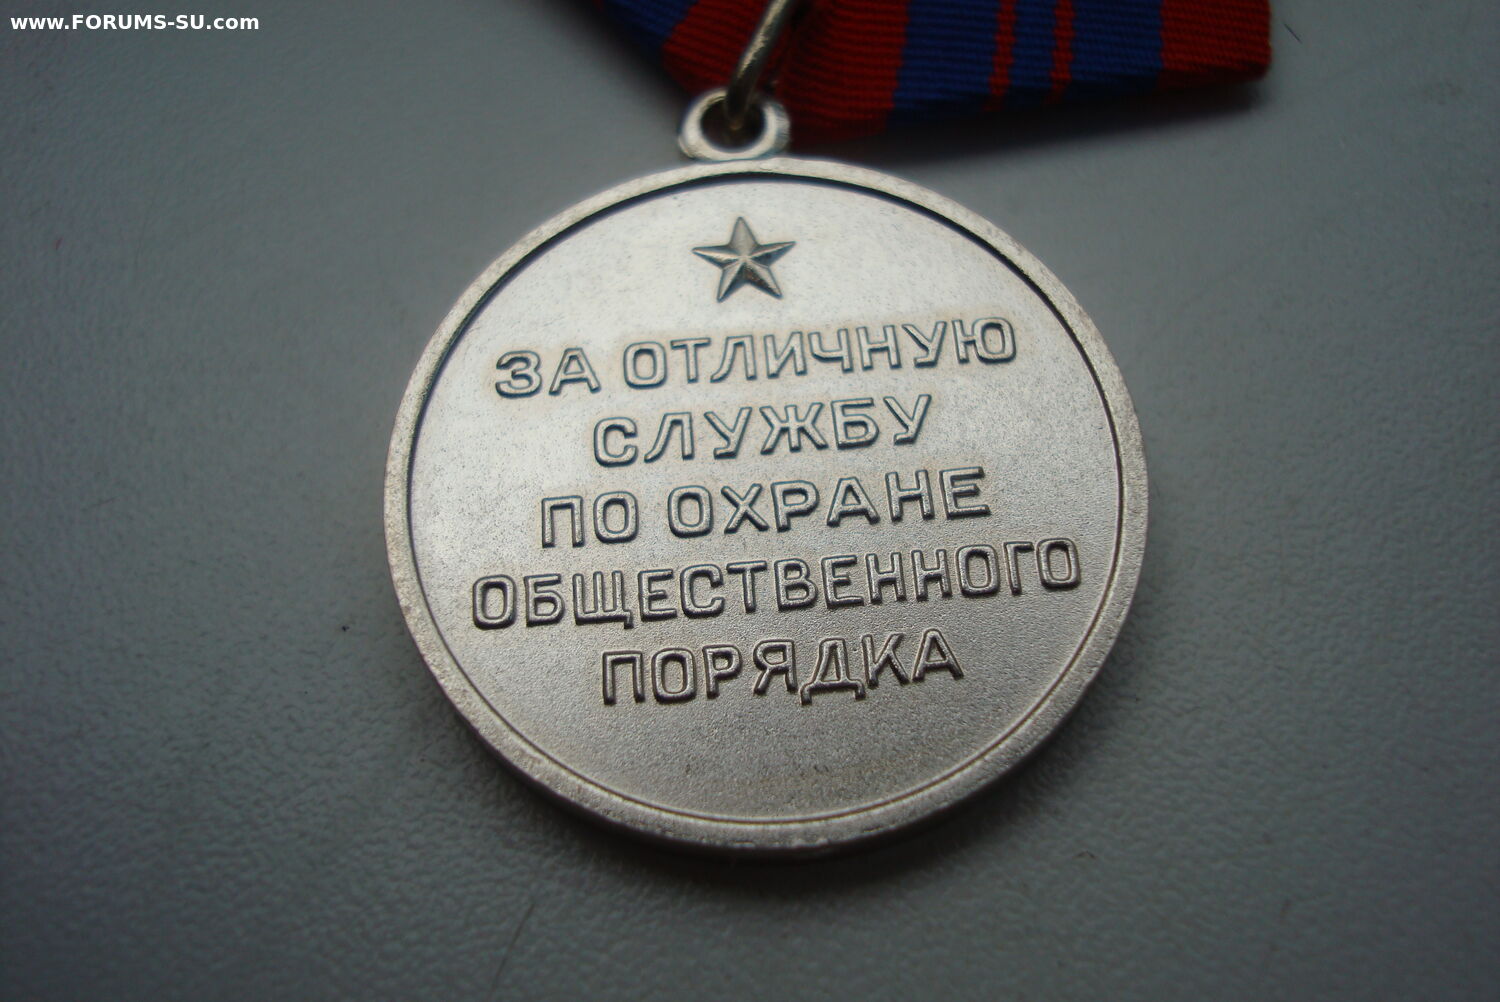 www.FORUMS-SU.com
ЗА ОТЛИЧНУЮ
СЛУЖБУ
ПО ОХРАНЕ
ОБЩЕСТВЕННОГО
ПОРЯДКА